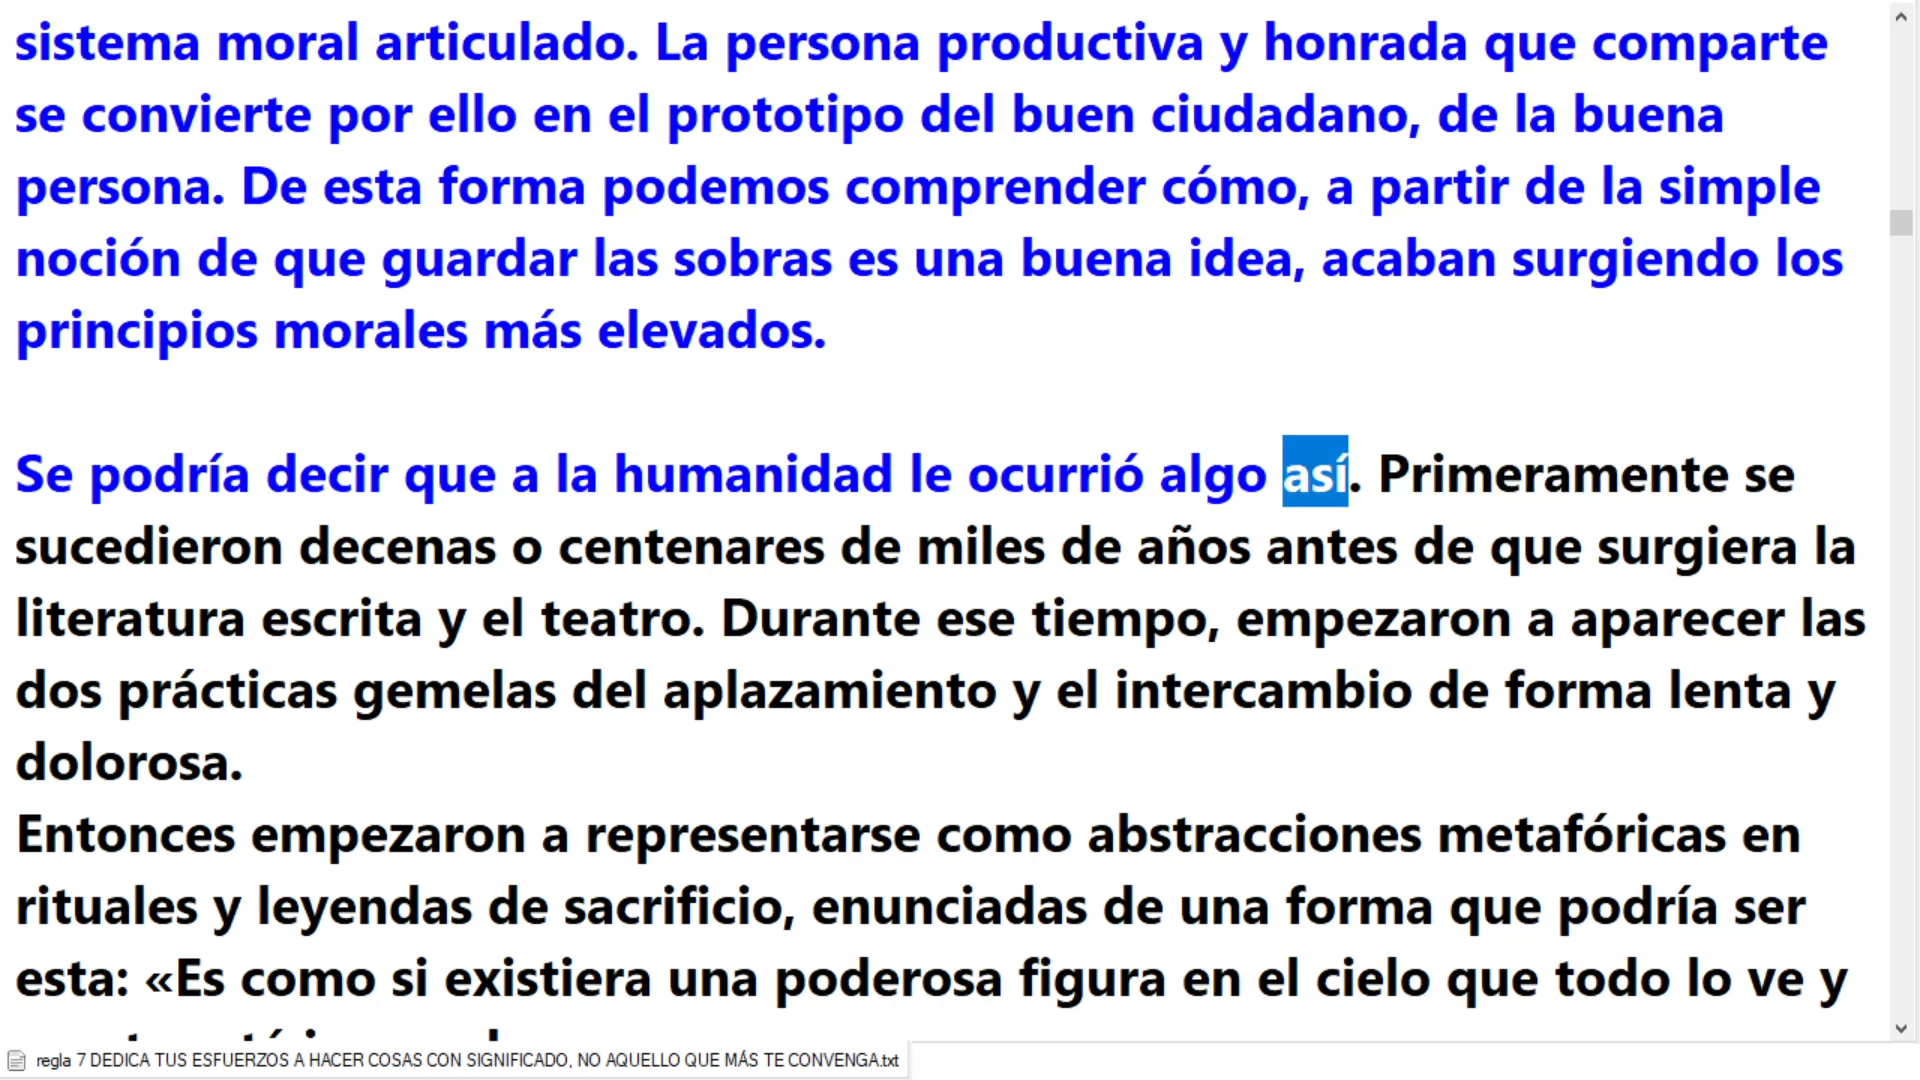 sistema moral articulado. La persona productiva y honrada que comparte
se convierte por ello en el prototipo del buen ciudadano, de la buena
persona. De esta forma podemos comprender cómo, a partir de la simple
noción de que guardar las sobras es una buena idea, acaban surgiendo los
principios morales más elevados.
Se podría decir que a la humanidad le ocurrió algo así. Primeramente se
sucedieron decenas o centenares de miles de años antes de que surgiera la
literatura escrita y el teatro. Durante ese tiempo, empezaron a aparecer las
dos prácticas gemelas del aplazamiento y el intercambio de forma lenta y
dolorosa.
Entonces empezaron a representarse como abstracciones metafóricas en
rituales y leyendas de sacrificio, enunciadas de una forma que podría ser
esta: «Es como si existiera una poderosa figura en el cielo que todo lo ve y
regla 7 DEDICA TUS ESFUERZOS A HACER COSAS CON SIGNIFICADO, NO AQUELLO QUE MÁS TE CONVENGA.txt